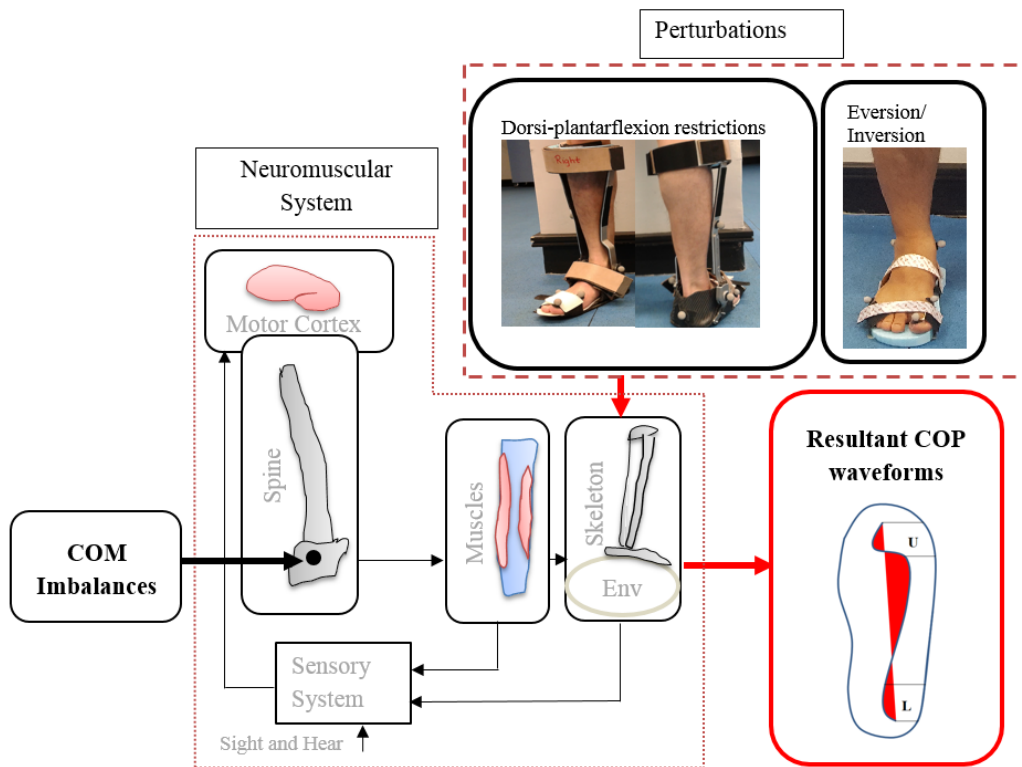 Perturbations
Dorsi-plantarflexion restrictions
Right
Eversion/
Inversion
Neuromuscular
System
Motor Cortex
Spine
Muscles
Skeleton
Env
COM
Imbalances
Sensory
System
Sight and Hear
Resultant COP
waveforms
U
L